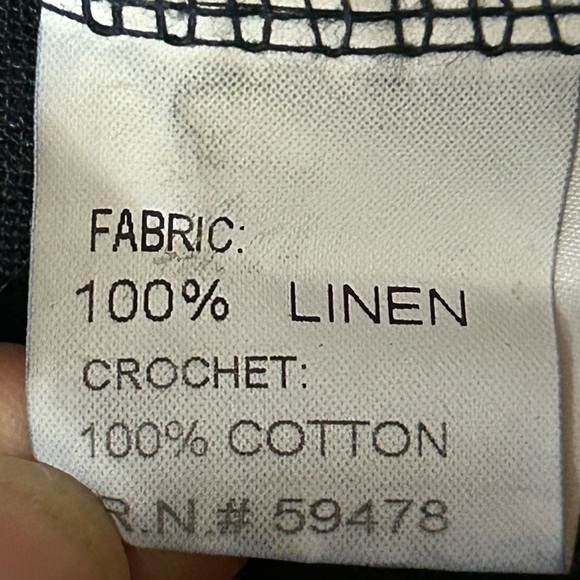 FABRIC:
100% LINEN
CROCHET:
100% COTTON
R.N.# 59478